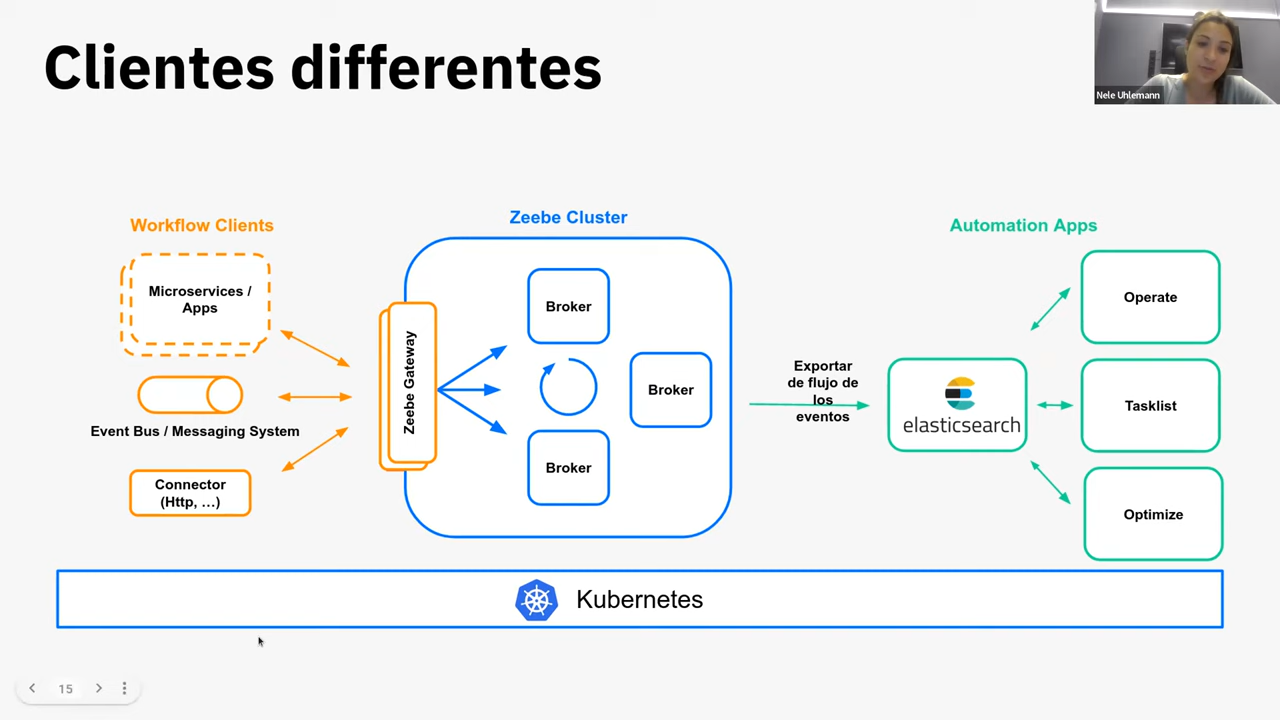 Clientes differentes
Nele Uhlemann
Workflow Clients
Zeebe Cluster
Automation Apps
Microservices /
Apps
Event Bus / Messaging System
Connector
(Http, ...)
Zeebe Gateway
Broker
Broker
Broker
Exportar
de flujo de
los
eventos
elasticsearch
Operate
Tasklist
Optimize
Kubernetes
15